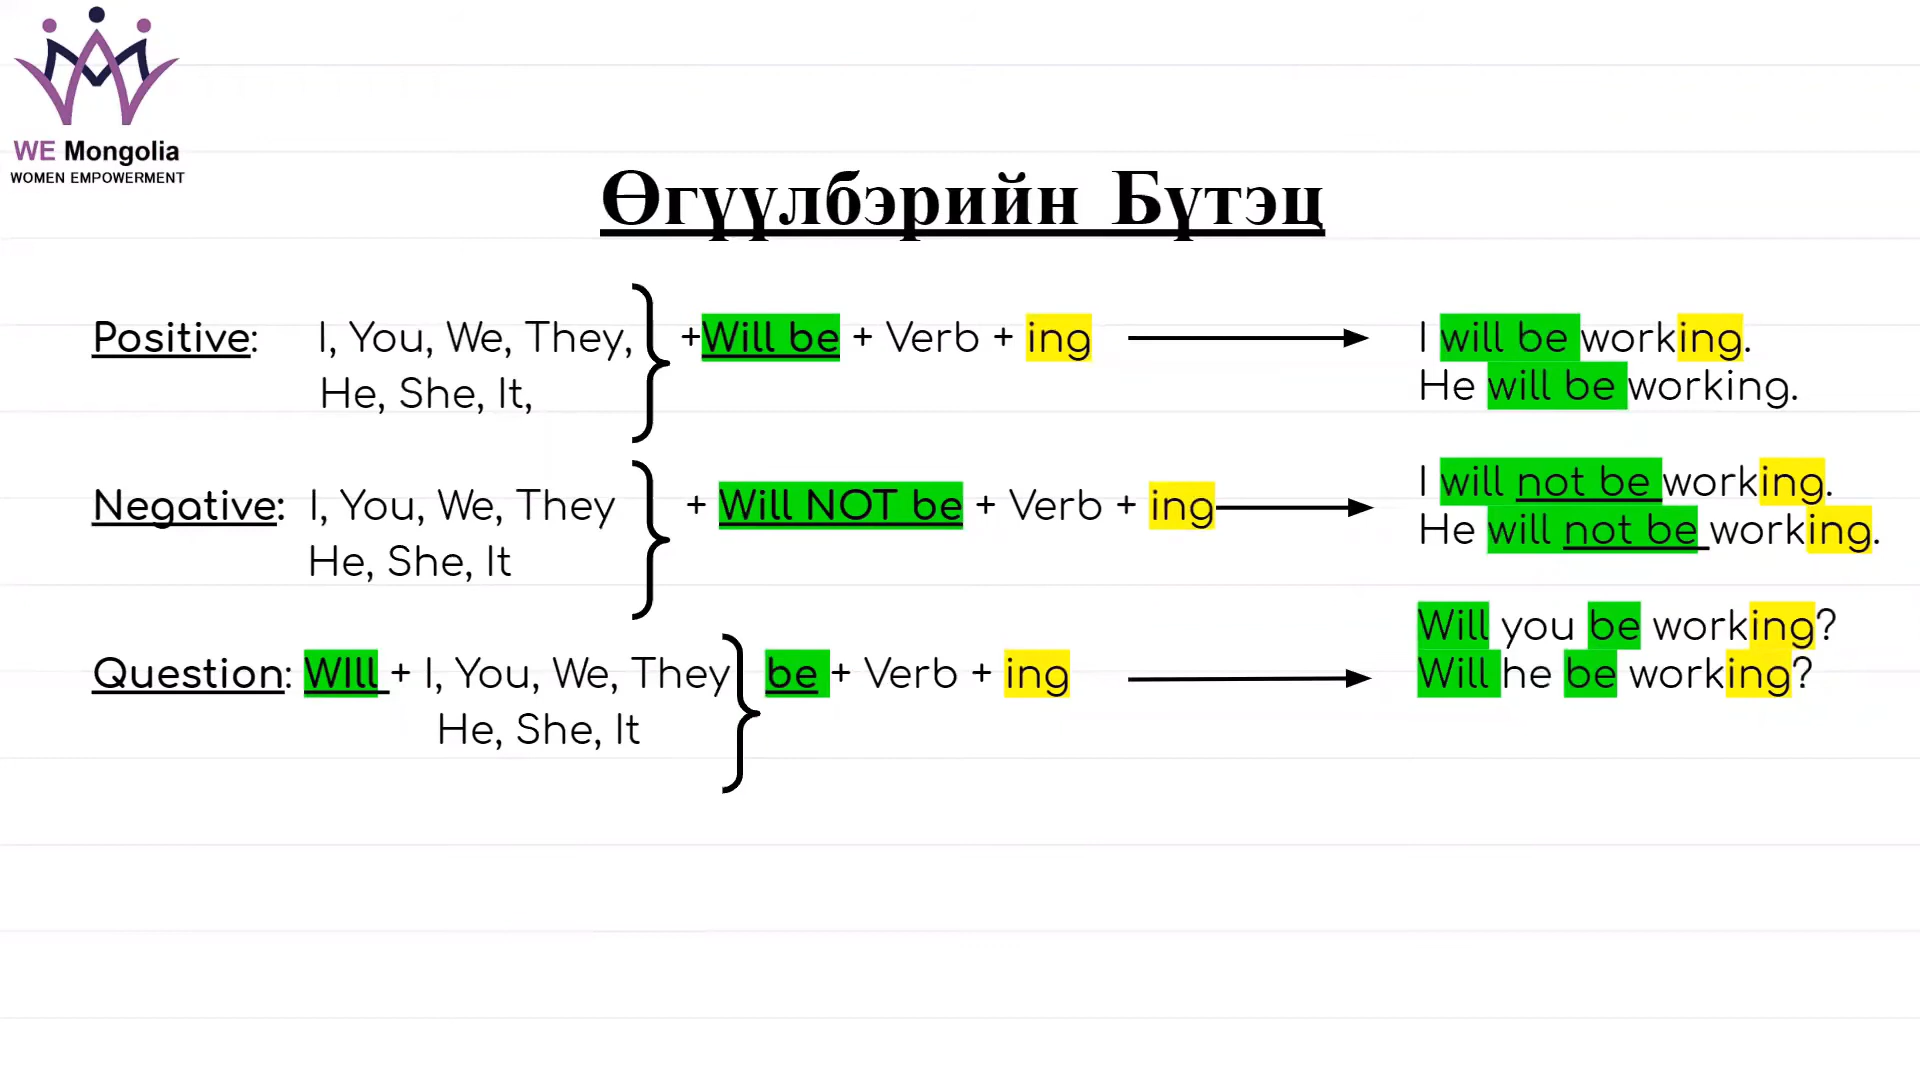 WE Mongolia
WOMEN EMPOWERMENT
Өгүүлбэрийн Бүтэц
Positive: I, You, We, They, +Will be + Verb + ing I will be working.
He, She, It, He will be working.
Negative: I, You, We, They + Will NOT be + Verb + ing I will not be working.
He, She, It He will not be working.
Question: WIll + I, You, We, They be + Verb + ing Will you be working?
He, She, It Will he be working?